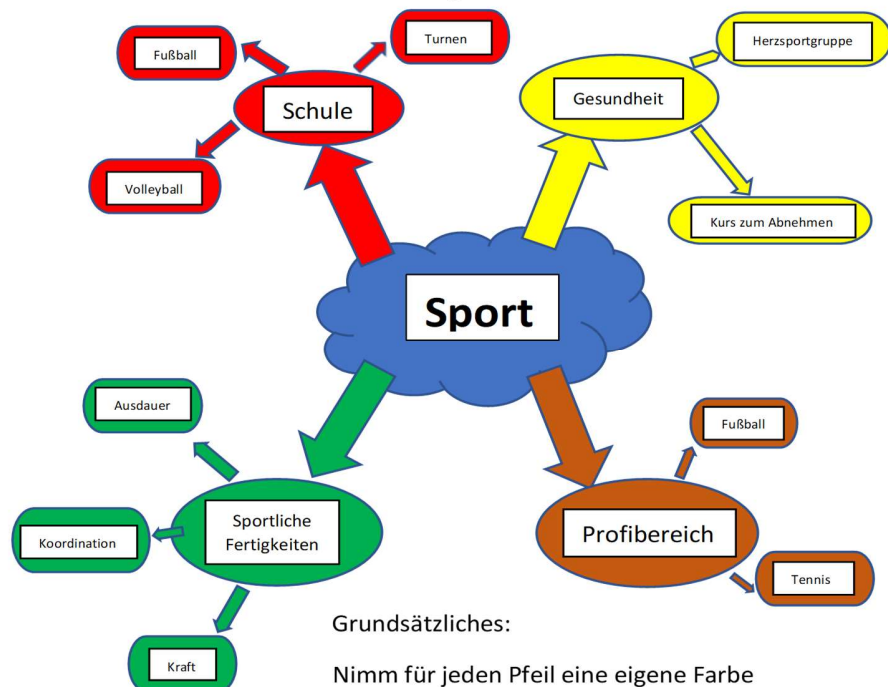 Fußball
Turnen
Schule
Volleyball
Herzsportgruppe
Gesundheit
Kurs zum Abnehmen
Sport
Ausdauer
Sportliche
Fertigkeiten
Koordination
Kraft
Fußball
Profibereich
Tennis
Grundsätzliches:
Nimm für jeden Pfeil eine eigene Farbe